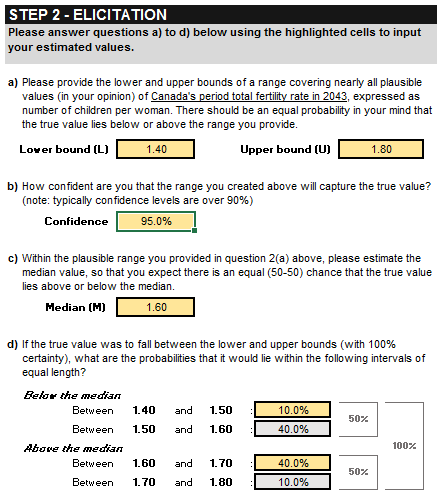 STEP 2 - ELICITATION
Please answer questions a) to d) below using the highlighted cells to input
your estimated values.
a) Please provide the lower and upper bounds of a range covering nearly all plausible
values (in your opinion) of Canada's period total fertility rate in 2043, expressed as
number of children per woman. There should be an equal probability in your mind that
the true value lies below or above the range you provide.
Lower bound (L) 1.40 Upper bound (U) 1.80
b) How confident are you that the range you created above will capture the true value?
(note: typically confidence levels are over 90%)
Confidence 95.0%
c) Within the plausible range you provided in question 2(a) above, please estimate the
median value, so that you expect there is an equal (50-50) chance that the true value
lies above or below the median.
Median (M) 1.60
d) If the true value was to fall between the lower and upper bounds (with 100%
certainty), what are the probabilities that it would lie within the following intervals of
equal length?
Below the median
Between 1.40 and 1.50 : 10.0%
50%
Between 1.50 and 1.60 : 40.0%
100%
Above the median
Between 1.60 and 1.70 : 40.0%
50%
Between 1.70 and 1.80 : 10.0%